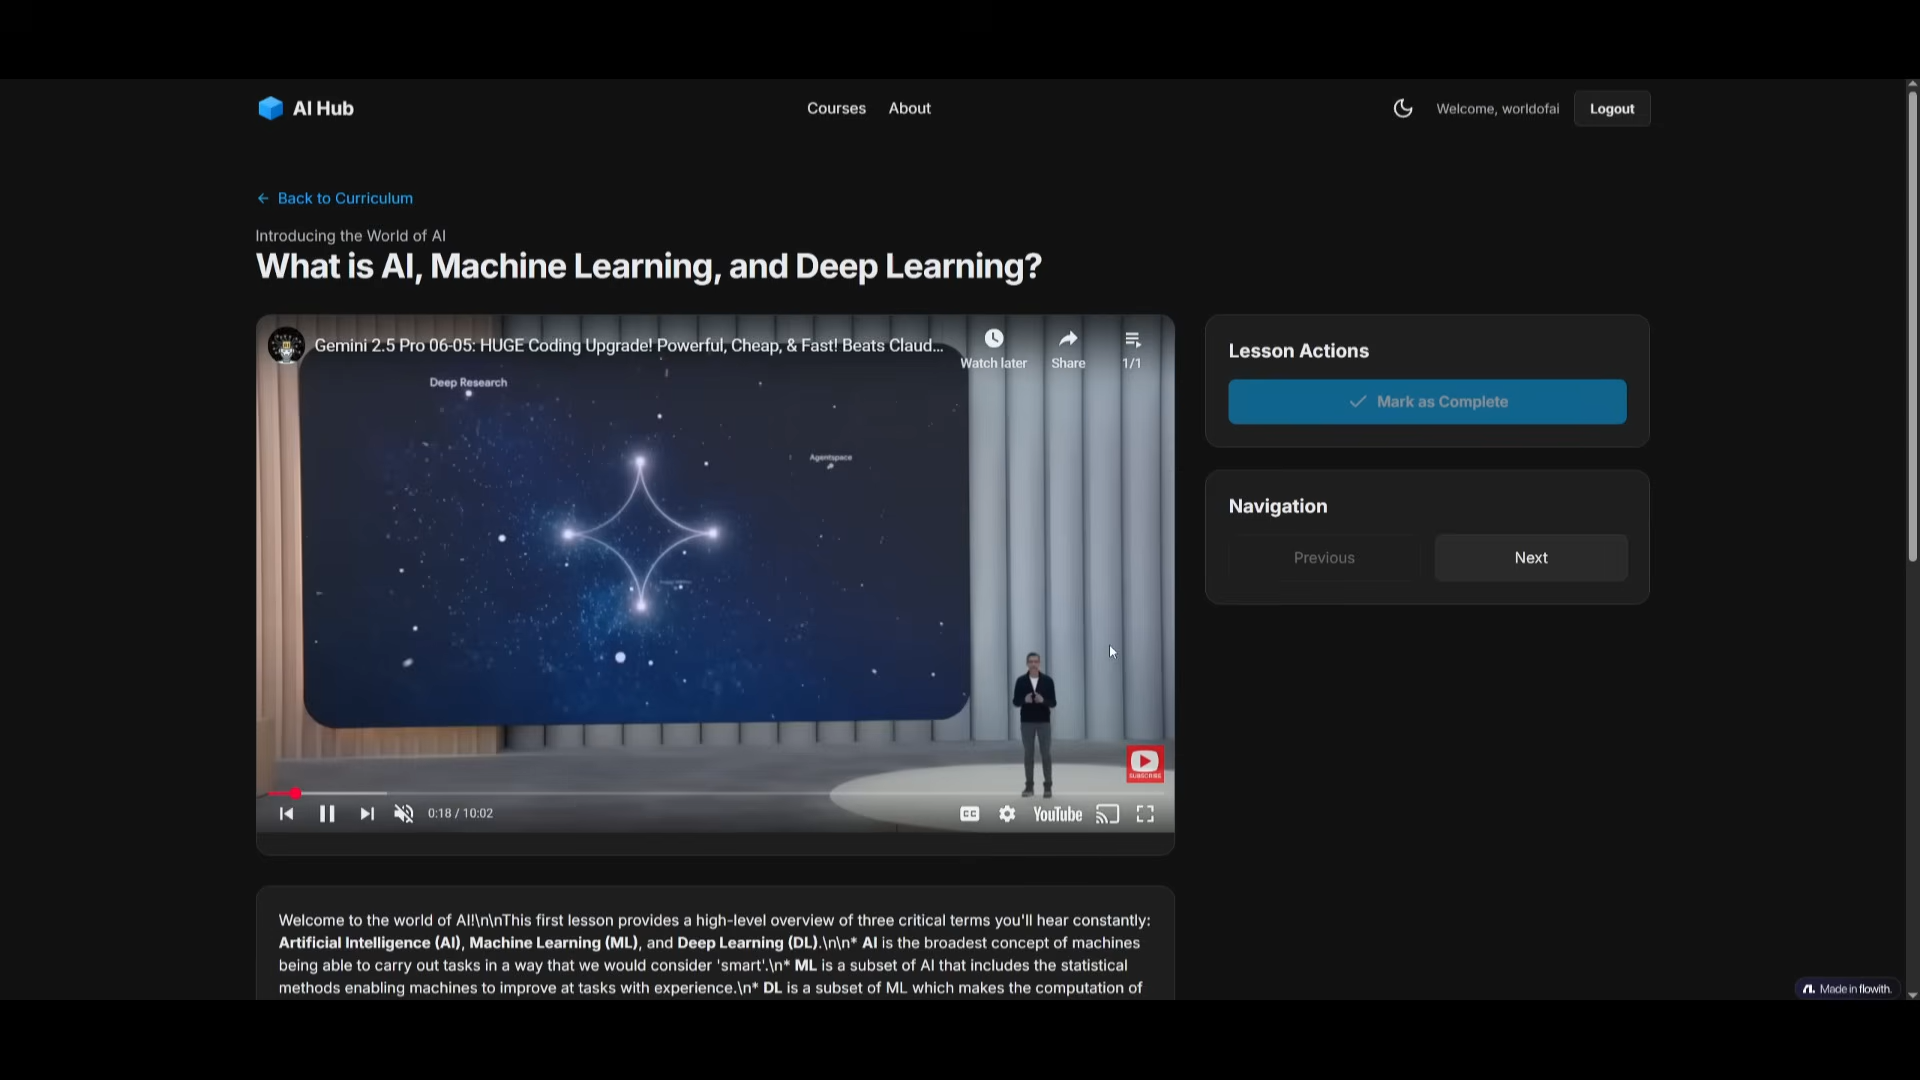 AI Hub
Courses
About
Welcome, worldofai
Logout
← Back to Curriculum
Introducing the World of AI
What is AI, Machine Learning, and Deep Learning?
Gemini 2.5 Pro 06-05: HUGE Coding Upgrade! Powerful, Cheap, & Fast! Beats Claud...
Watch later
Share
1/1
Deep Research
Agentspace
SUBSCRIBE
0:18 / 10:02
CC
YouTube
Lesson Actions
Mark as Complete
Navigation
Previous
Next
Welcome to the world of AI!\n\nThis first lesson provides a high-level overview of three critical terms you'll hear constantly:
Artificial Intelligence (AI), Machine Learning (ML), and Deep Learning (DL).\n\n* AI is the broadest concept of machines
being able to carry out tasks in a way that we would consider 'smart'.\n* ML is a subset of AI that includes the statistical
methods enabling machines to improve at tasks with experience.\n* DL is a subset of ML which makes the computation of
Made in flowith.